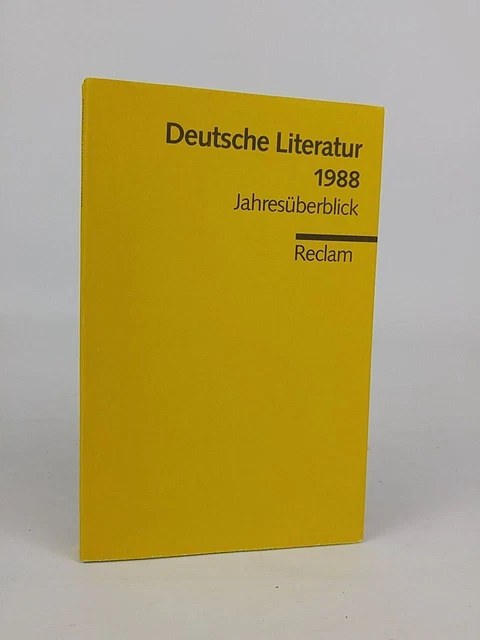 Deutsche Literatur
1988
Jahresüberblick
Reclam